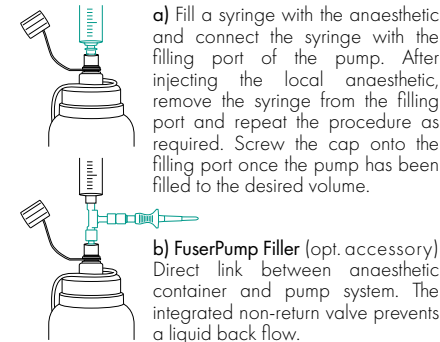 a) Fill a syringe with the anaesthetic
and connect the syringe with the
filling port of the pump. After
injecting the local anaesthetic,
remove the syringe from the filling
port and repeat the procedure as
required. Screw the cap onto the
filling port once the pump has been
filled to the desired volume.
b) FuserPump Filler (opt. accessory)
Direct link between anaesthetic
container and pump system. The
integrated non-return valve prevents
a liquid back flow.